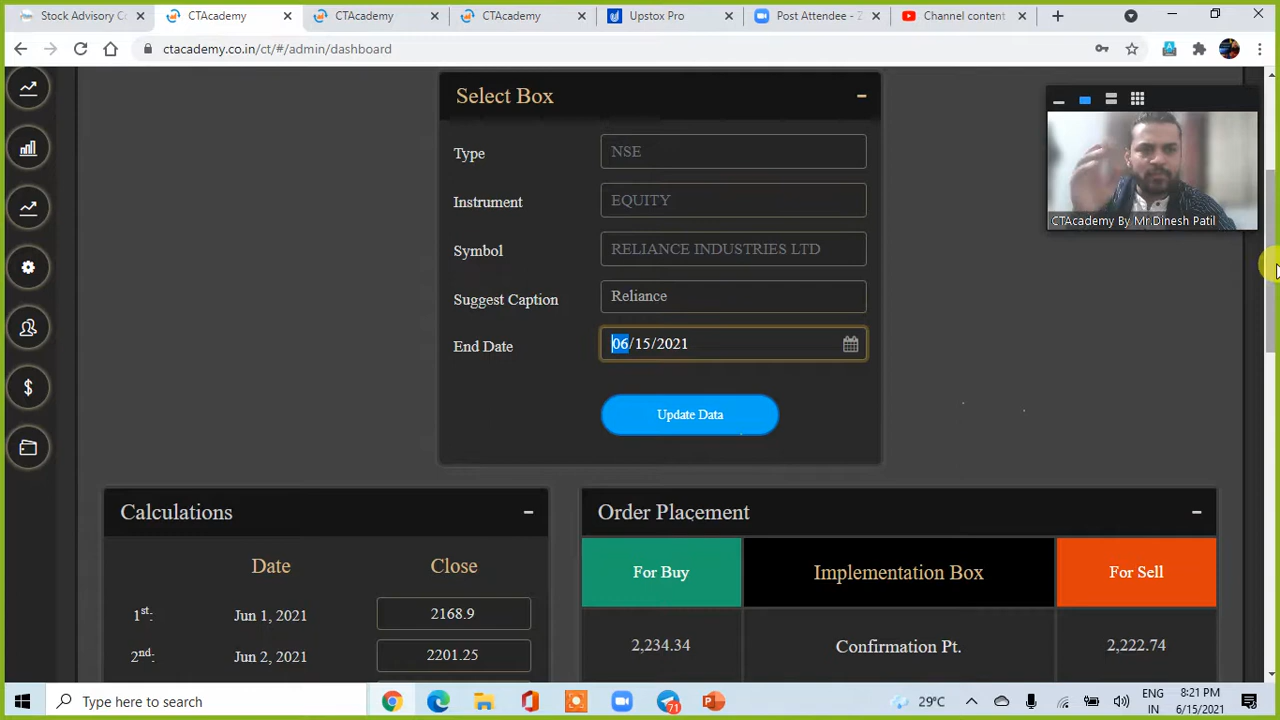 Stock Advisory Co
CTAcademy
CTAcademy
CTAcademy
Upstox Pro
Post Attendee - Z
Channel content
ctacademy.co.in/ct/#/admin/dashboard
Select Box
Type NSE
Instrument EQUITY
Symbol RELIANCE INDUSTRIES LTD
Suggest Caption Reliance
End Date 06/15/2021
Update Data
CTAcademy By Mr.Dinesh Patil
Calculations
Date Close
1st: Jun 1, 2021 2168.9
2nd: Jun 2, 2021 2201.25
Order Placement
For Buy Implementation Box For Sell
2,234.34 Confirmation Pt. 2,222.74
Type here to search
71
29°C
ENG
IN
8:21 PM
6/15/2021